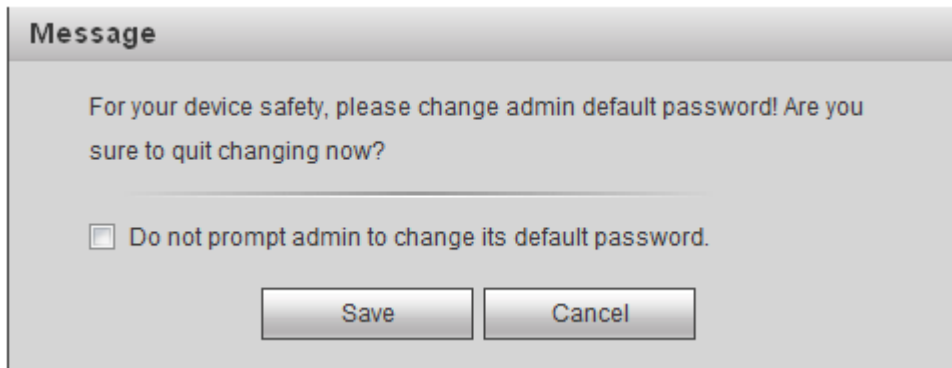 Message
For your device safety, please change admin default password! Are you
sure to quit changing now?
Do not prompt admin to change its default password.
Save
Cancel